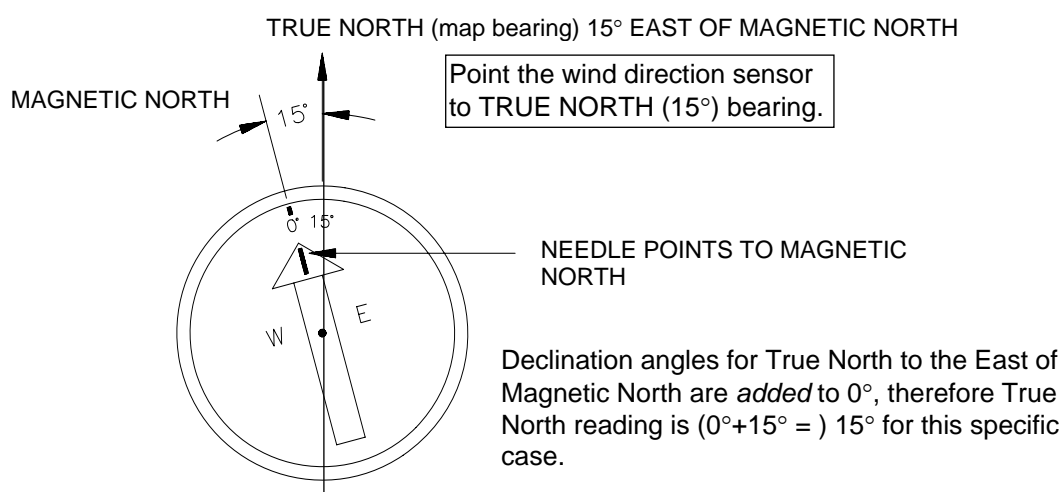 TRUE NORTH (map bearing) 15° EAST OF MAGNETIC NORTH
Point the wind direction sensor
to TRUE NORTH (15°) bearing.
MAGNETIC NORTH
15°
0° 15°
NEEDLE POINTS TO MAGNETIC
NORTH
W
E
Declination angles for True North to the East of
Magnetic North are added to 0°, therefore True
North reading is (0°+15° = ) 15° for this specific
case.